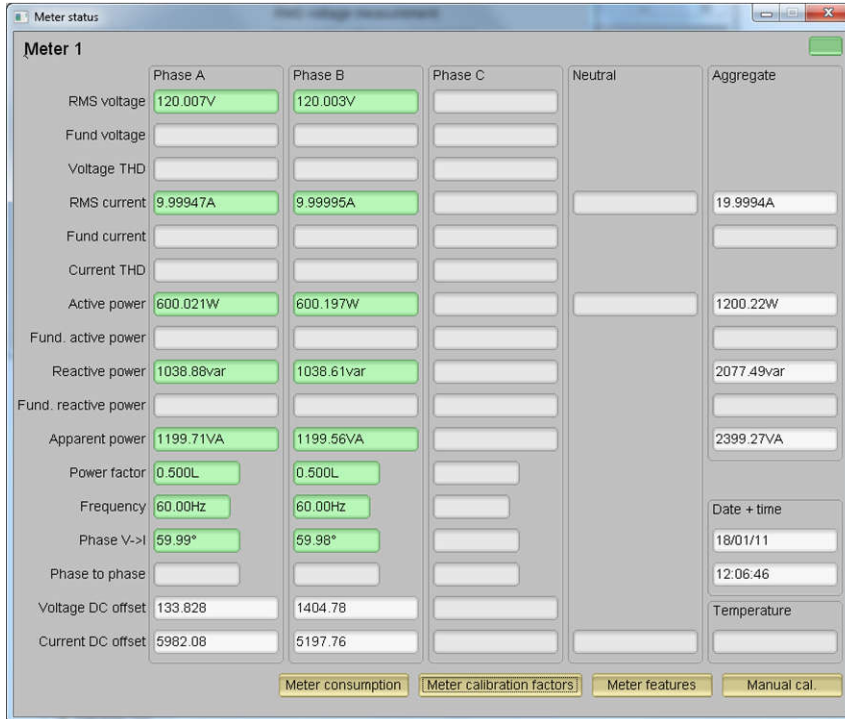 Meter status
Meter 1
Phase A Phase B Phase C Neutral Aggregate
RMS voltage 120.007V 120.003V
Fund voltage
Voltage THD
RMS current 9.99947A 9.99995A 19.9994A
Fund current
Current THD
Active power 600.021W 600.197W 1200.22W
Fund. active power
Reactive power 1038.88var 1038.61var 2077.49var
Fund. reactive power
Apparent power 1199.71VA 1199.56VA 2399.27VA
Power factor 0.500L 0.500L
Frequency 60.00Hz 60.00Hz Date + time
Phase V->I 59.99° 59.98° 18/01/11
Phase to phase 12:06:46
Voltage DC offset 133.828 1404.78 Temperature
Current DC offset 5982.08 5197.76
Meter consumption Meter calibration factors Meter features Manual cal.